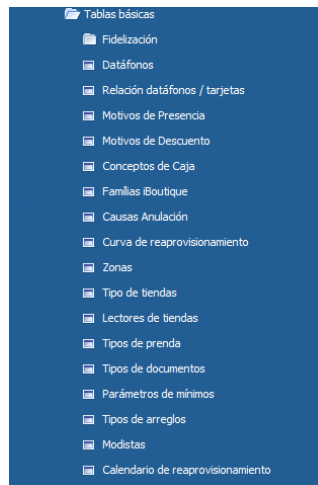 Tablas básicas
Fidelización
Datáfonos
Relación datáfonos / tarjetas
Motivos de Presencia
Motivos de Descuento
Conceptos de Caja
Famílias iBoutique
Causas Anulación
Curva de reaprovisionamiento
Zonas
Tipo de tiendas
Lectores de tiendas
Tipos de prenda
Tipos de documentos
Parámetros de mínimos
Tipos de arreglos
Modistas
Calendario de reaprovisionamiento